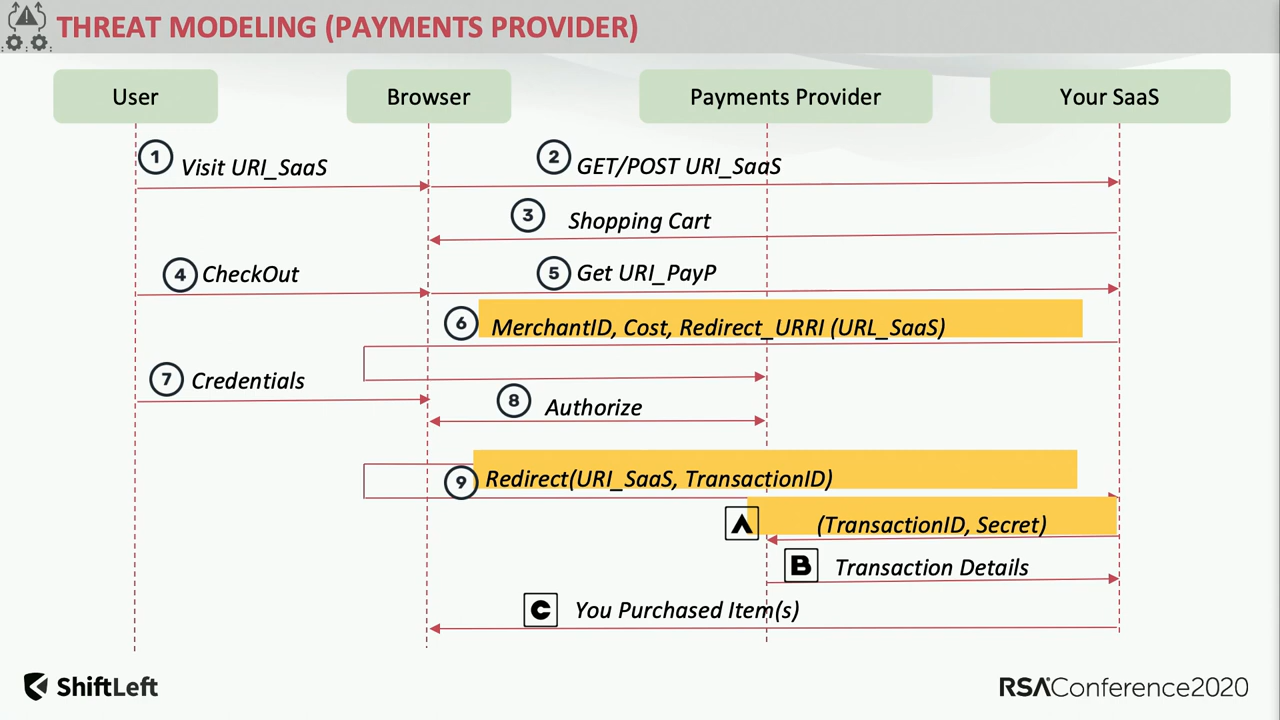 THREAT MODELING (PAYMENTS PROVIDER)
User
Browser
Payments Provider
Your SaaS
1 Visit URI_SaaS
2 GET/POST URI_SaaS
3 Shopping Cart
4 CheckOut
5 Get URI_PayP
6 MerchantID, Cost, Redirect_URRI (URL_SaaS)
7 Credentials
8 Authorize
9 Redirect(URI_SaaS, TransactionID)
A (TransactionID, Secret)
B Transaction Details
C You Purchased Item(s)
ShiftLeft
RSAConference2020